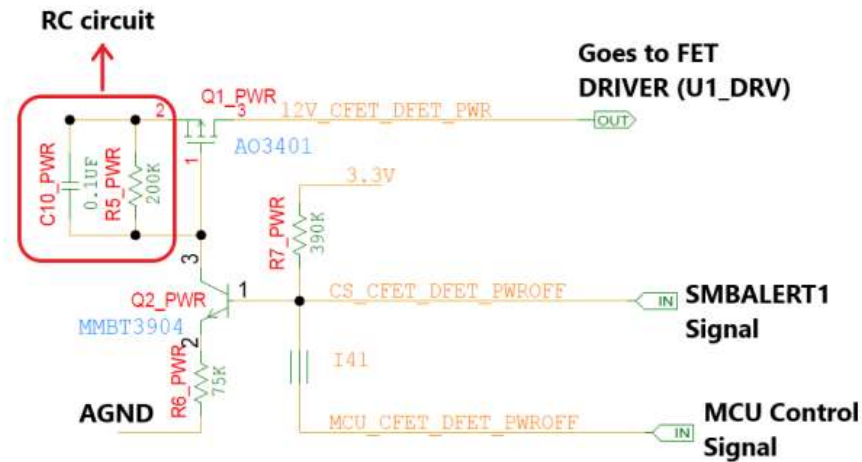 RC circuit
Goes to FET
DRIVER (U1_DRV)
Q1_PWR
2
3
12V_CFET_DFET_PWR
OUT
1
AO3401
C10_PWR
0.1UF
R5_PWR
200K
3.3V
R7_PWR
390K
3
Q2_PWR
1
CS_CFET_DFET_PWROFF
IN
SMBALERT1
Signal
MMBT3904
2
I41
R6_PWR
75K
AGND
MCU_CFET_DFET_PWROFF
IN
MCU Control
Signal